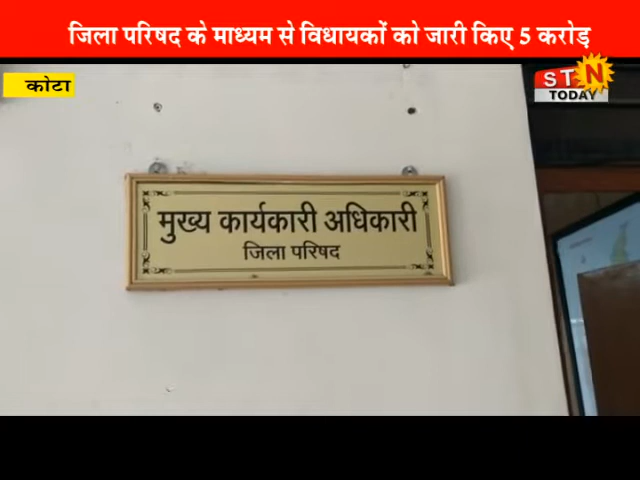 जिला परिषद के माध्यम से विधायकों को जारी किए 5 करोड़
कोटा
STN
TODAY
मुख्य कार्यकारी अधिकारी
जिला परिषद